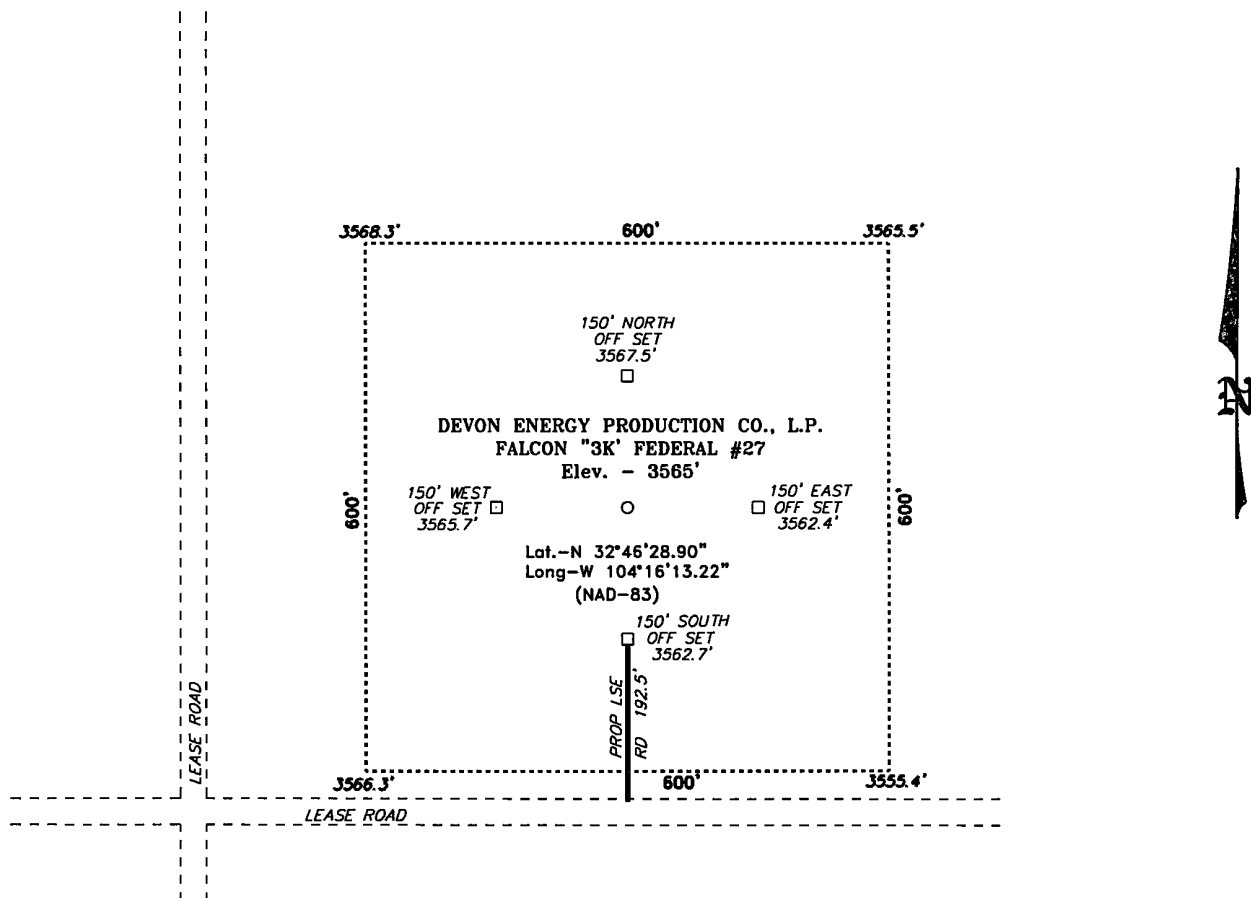 3568.3'
600'
3565.5'
150' NORTH
OFF SET
3567.5'
DEVON ENERGY PRODUCTION CO., L.P.
FALCON "3K' FEDERAL #27
Elev. - 3565'
600'
150' WEST
OFF SET
3565.7'
150' EAST
OFF SET
3562.4'
600'
Lat.-N 32°46'28.90"
Long-W 104°16'13.22"
(NAD-83)
150' SOUTH
OFF SET
3562.7'
PROP LSE
RD 192.5'
LEASE ROAD
3566.3'
600'
3555.4'
LEASE ROAD
N